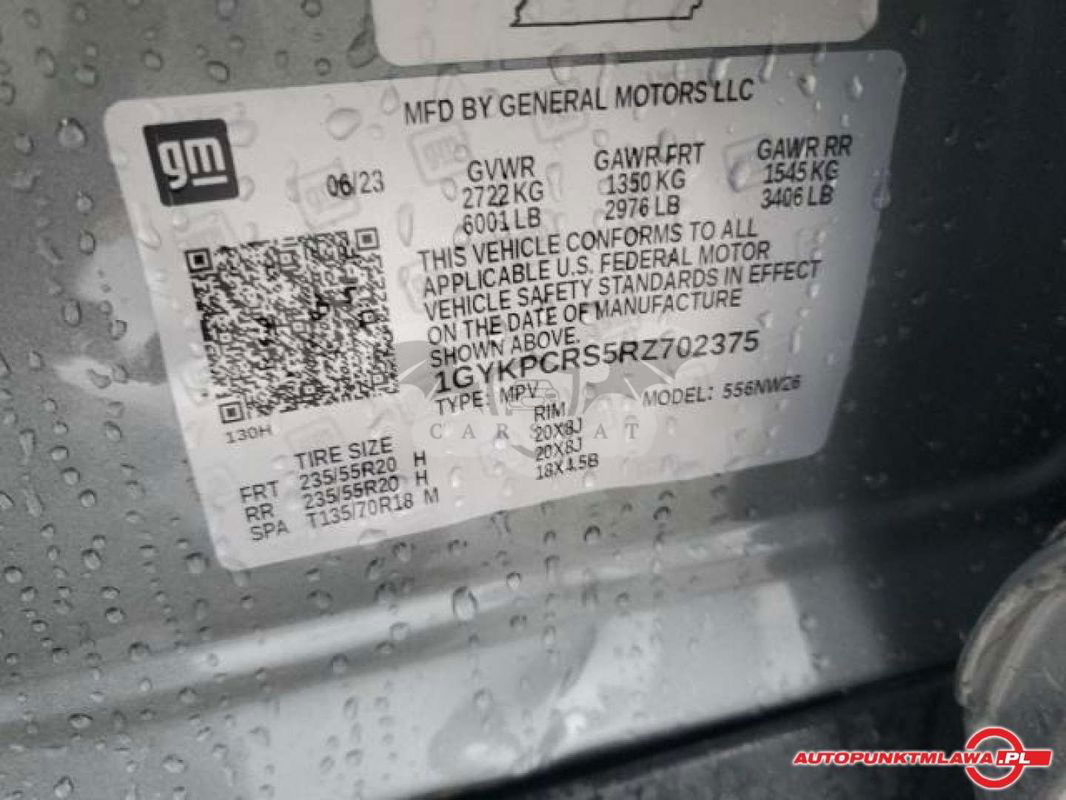 MFD BY GENERAL MOTORS LLC
gm
06/23
GVWR GAWR FRT GAWR RR
2722 KG 1350 KG 1545 KG
6001 LB 2976 LB 3406 LB
THIS VEHICLE CONFORMS TO ALL
APPLICABLE U.S. FEDERAL MOTOR
VEHICLE SAFETY STANDARDS IN EFFECT
ON THE DATE OF MANUFACTURE
SHOWN ABOVE.
1GYKPCRS5RZ702375
TYPE: MPV MODEL: 556NW26
130H
TIRE SIZE RIM
FRT 235/55R20 H 20X8J
RR 235/55R20 H 20X8J
SPA T135/70R18 M 18X4.5B
CARSBAT
AUTOPUNKTMLAWA.PL